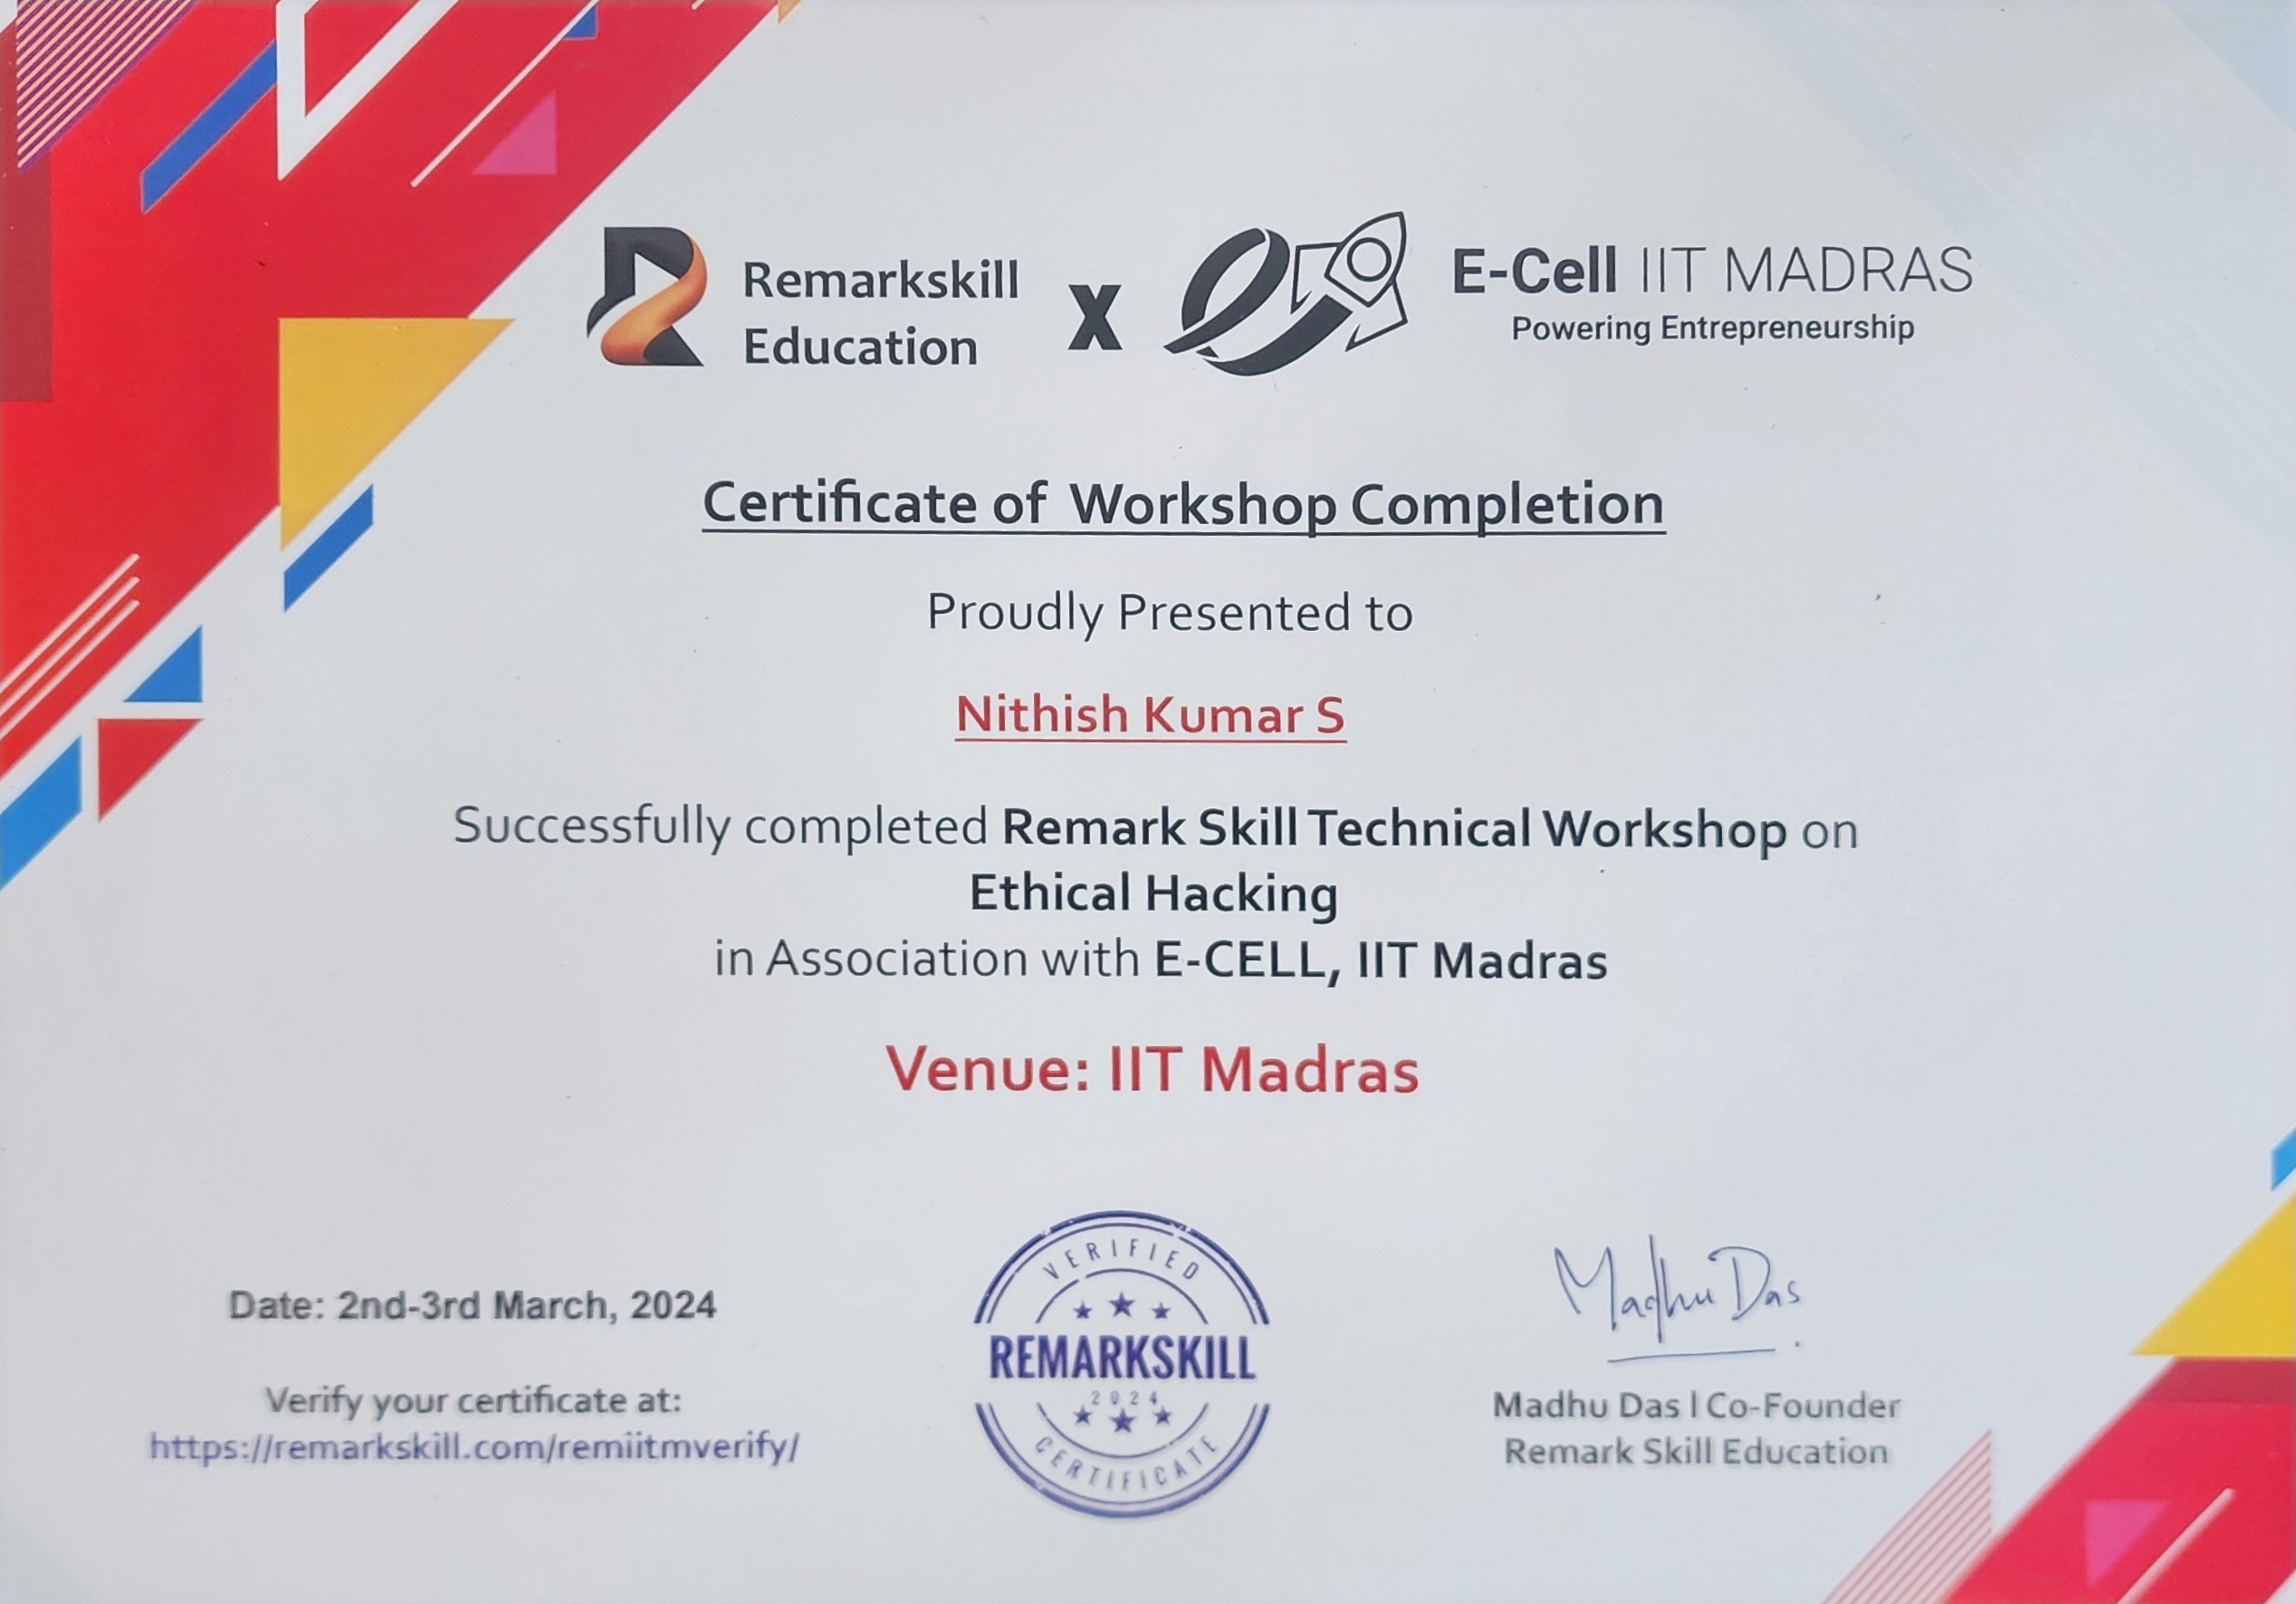 Remarkskill
Education
X
E-Cell IIT MADRAS
Powering Entrepreneurship
Certificate of Workshop Completion
Proudly Presented to
Nithish Kumar S
Successfully completed Remark Skill Technical Workshop on
Ethical Hacking
in Association with E-CELL, IIT Madras
Venue: IIT Madras
Date: 2nd-3rd March, 2024
Verify your certificate at:
https://remarkskill.com/remiitmverify/
VERIFIED
REMARKSKILL
2024
CERTIFICATE
Madhu Das
Madhu Das | Co-Founder
Remark Skill Education